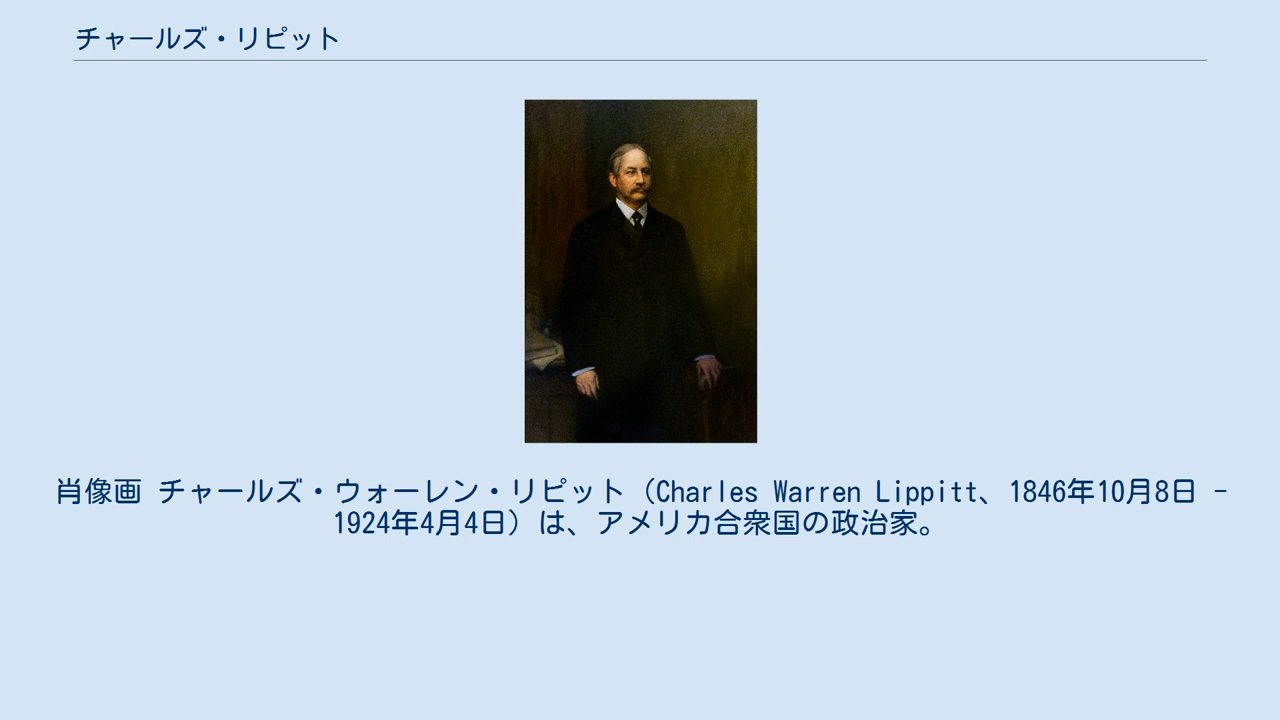 チャールズ・リピット
肖像画 チャールズ・ウォーレン・リピット（Charles Warren Lippitt、1846年10月8日 -
1924年4月4日）は、アメリカ合衆国の政治家。